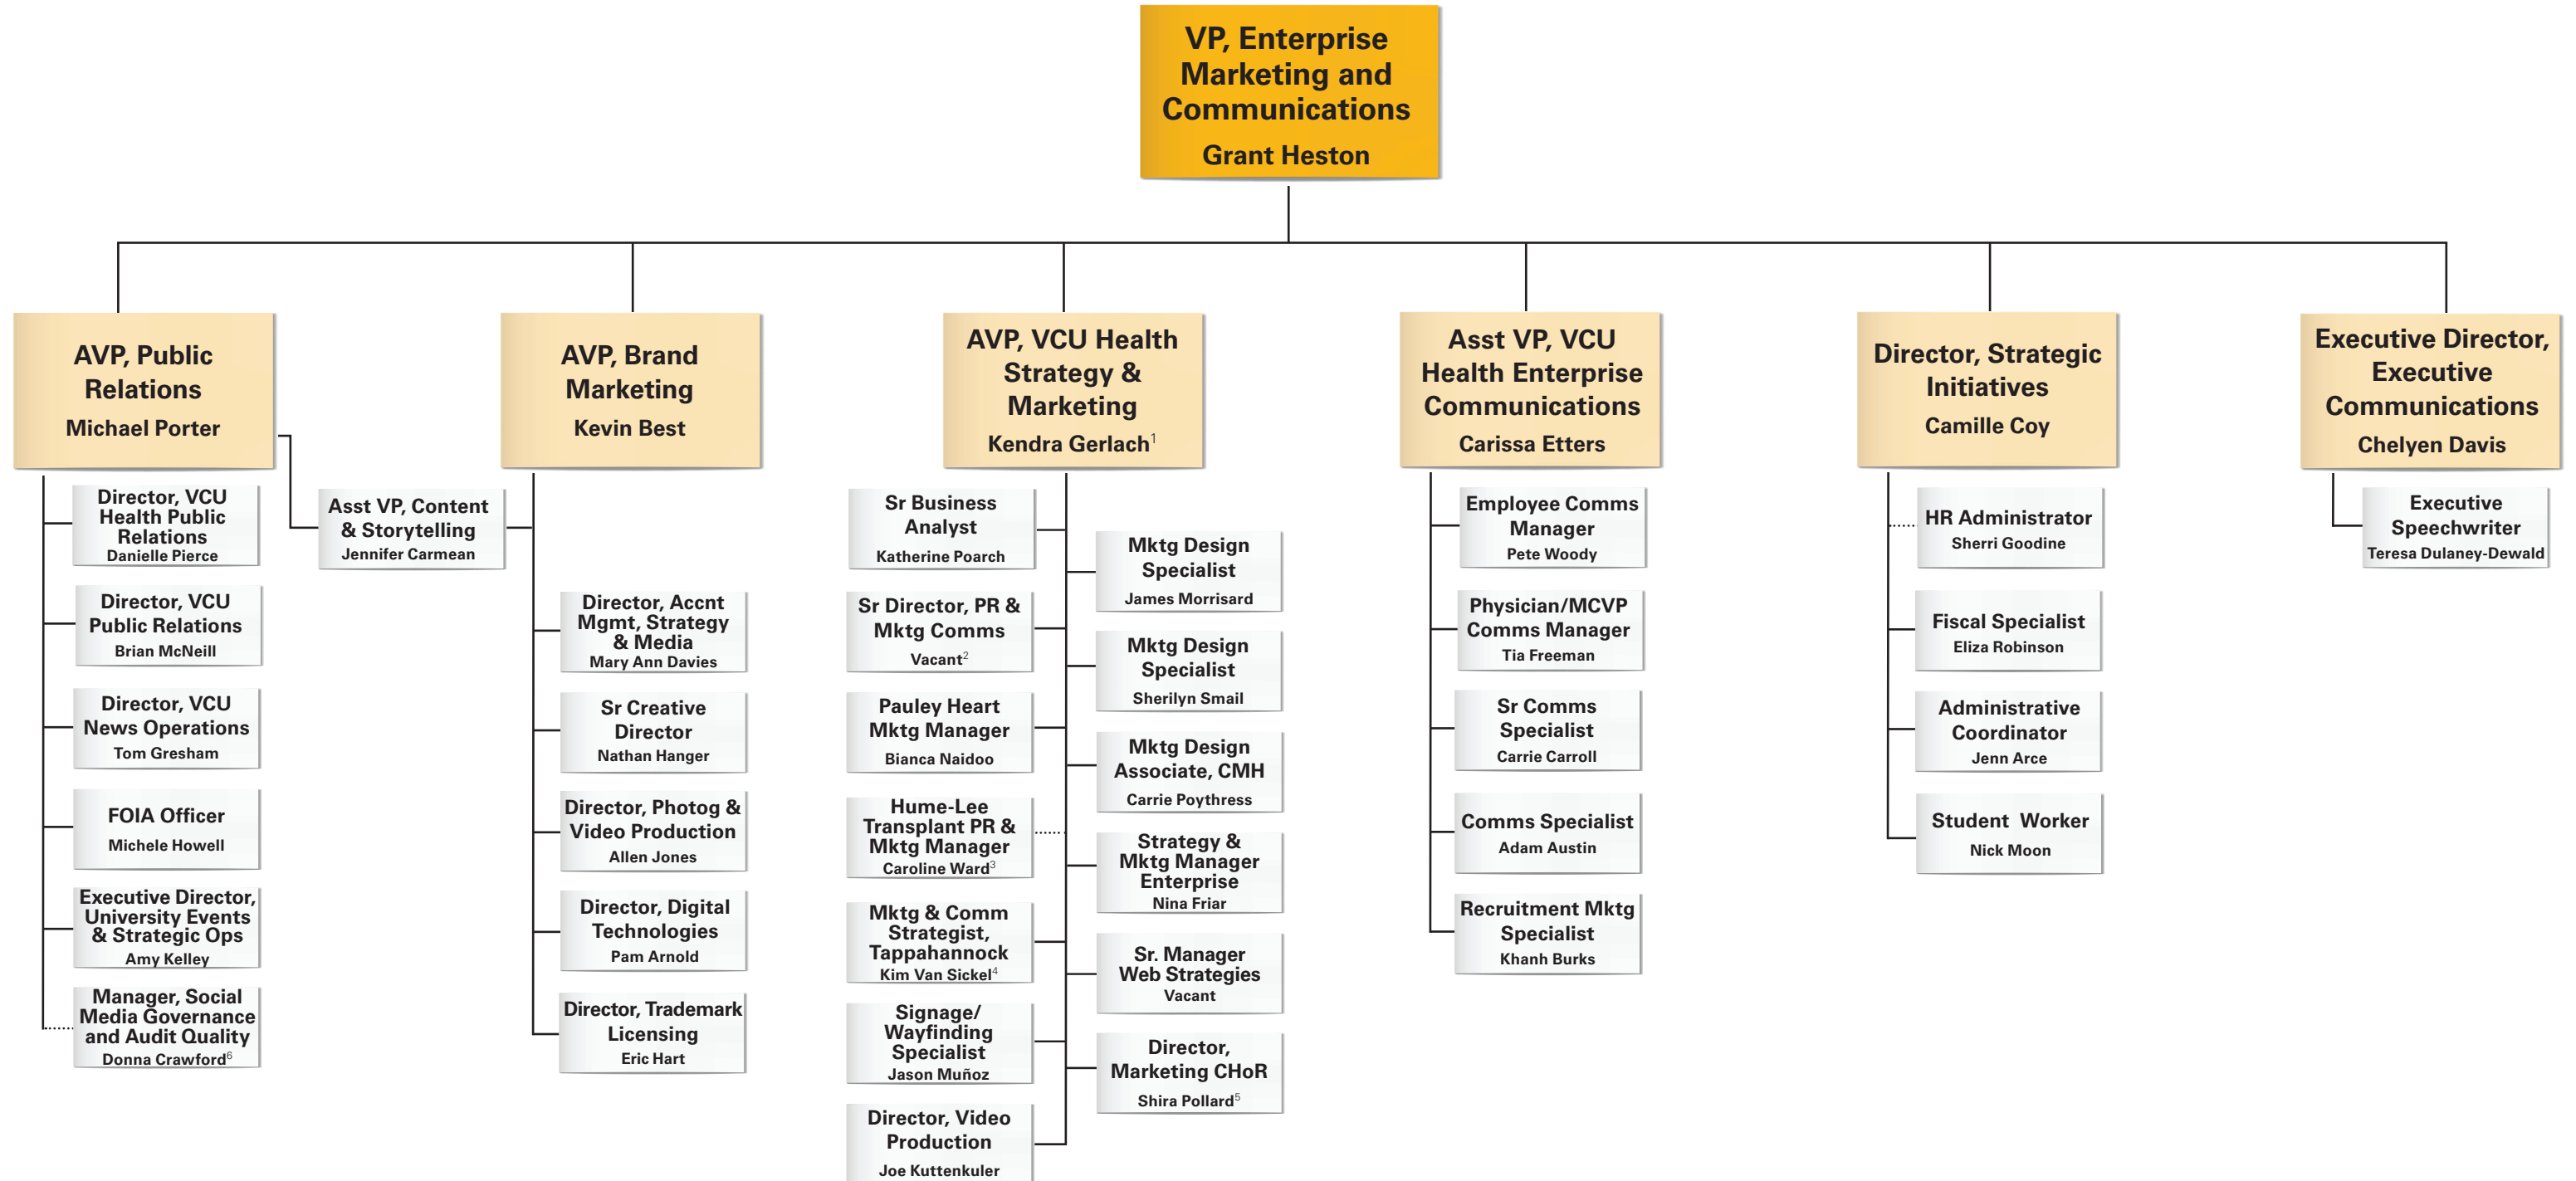 VP, Enterprise
Marketing and
Communications
Grant Heston
AVP, Public
Relations
Michael Porter
Director, VCU
Health Public
Relations
Danielle Pierce
Director, VCU
Public Relations
Brian McNeill
Director, VCU
News Operations
Tom Gresham
FOIA Officer
Michele Howell
Executive Director,
University Events
& Strategic Ops
Amy Kelley
Manager, Social
Media Governance
and Audit Quality
Donna Crawford⁶
Asst VP, Content
& Storytelling
Jennifer Carmean
AVP, Brand
Marketing
Kevin Best
Director, Accnt
Mgmt, Strategy
& Media
Mary Ann Davies
Sr Creative
Director
Nathan Hanger
Director, Photog &
Video Production
Allen Jones
Director, Digital
Technologies
Pam Arnold
Director, Trademark
Licensing
Eric Hart
AVP, VCU Health
Strategy &
Marketing
Kendra Gerlach¹
Sr Business
Analyst
Katherine Poarch
Sr Director, PR &
Mktg Comms
Vacant²
Pauley Heart
Mktg Manager
Bianca Naidoo
Hume-Lee
Transplant PR &
Mktg Manager
Caroline Ward³
Mktg & Comm
Strategist,
Tappahannock
Kim Van Sickel⁴
Signage/
Wayfinding
Specialist
Jason Muñoz
Director, Video
Production
Joe Kuttenkuler
Mktg Design
Specialist
James Morrisard
Mktg Design
Specialist
Sherilyn Smail
Mktg Design
Associate, CMH
Carrie Poythress
Strategy &
Mktg Manager
Enterprise
Nina Friar
Sr. Manager
Web Strategies
Vacant
Director,
Marketing CHoR
Shira Pollard⁵
Asst VP, VCU
Health Enterprise
Communications
Carissa Etters
Employee Comms
Manager
Pete Woody
Physician/MCVP
Comms Manager
Tia Freeman
Sr Comms
Specialist
Carrie Carroll
Comms Specialist
Adam Austin
Recruitment Mktg
Specialist
Khanh Burks
Director, Strategic
Initiatives
Camille Coy
HR Administrator
Sherri Goodine
Fiscal Specialist
Eliza Robinson
Administrative
Coordinator
Jenn Arce
Student Worker
Nick Moon
Executive Director,
Executive
Communications
Chelyen Davis
Executive
Speechwriter
Teresa Dulaney-Dewald